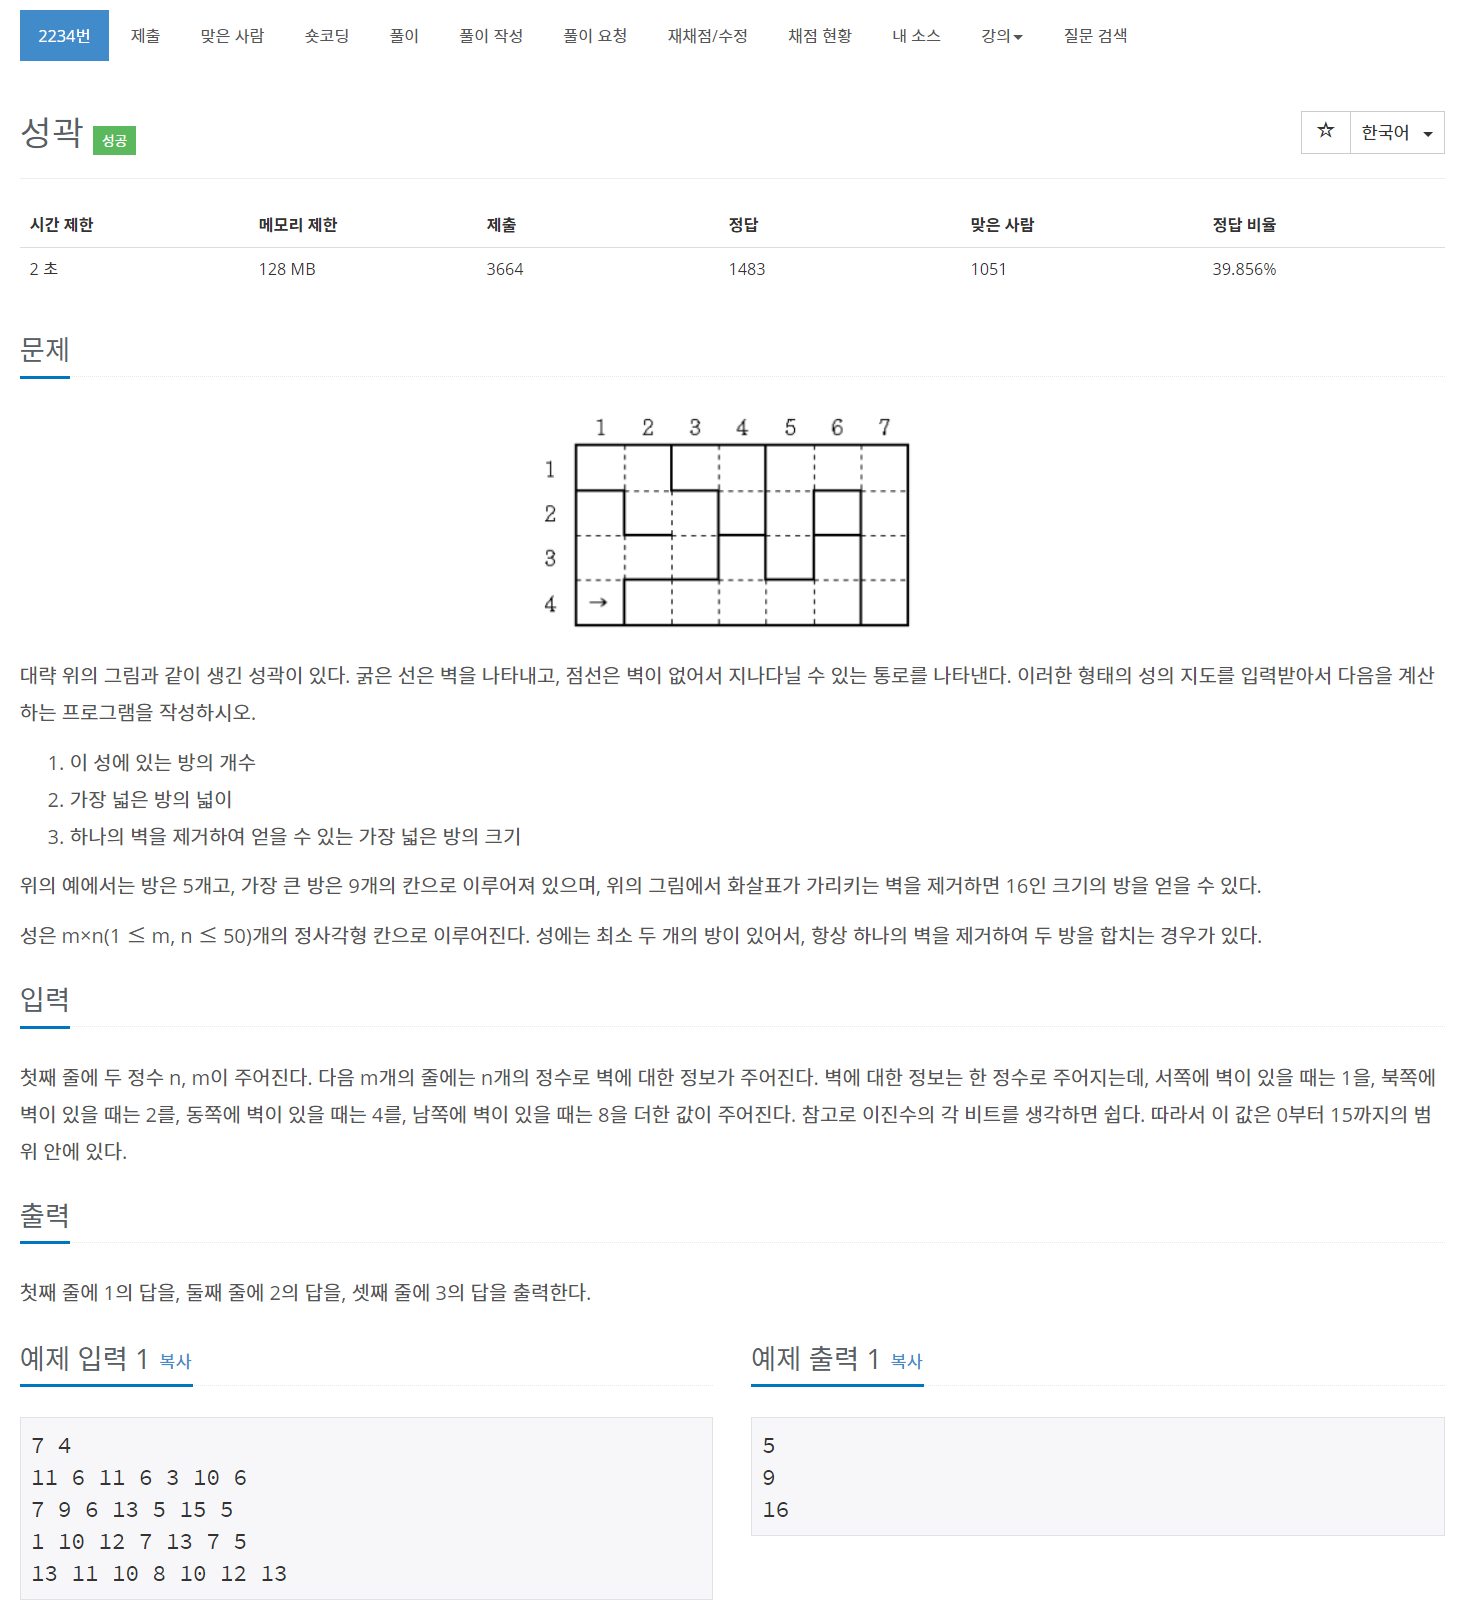 2234번 제출 맞은 사람 숏코딩 풀이 풀이 작성 풀이 요청 재채점/수정 채점 현황 내 소스 강의 질문 검색
성곽 성공 ☆ 한국어
시간 제한 메모리 제한 제출 정답 맞은 사람 정답 비율
2 초 128 MB 3664 1483 1051 39.856%
문제
1 2 3 4 5 6 7
1
2
3
4 →
대략 위의 그림과 같이 생긴 성곽이 있다. 굵은 선은 벽을 나타내고, 점선은 벽이 없어서 지나다닐 수 있는 통로를 나타낸다. 이러한 형태의 성의 지도를 입력받아서 다음을 계산
하는 프로그램을 작성하시오.
1. 이 성에 있는 방의 개수
2. 가장 넓은 방의 넓이
3. 하나의 벽을 제거하여 얻을 수 있는 가장 넓은 방의 크기
위의 예에서는 방은 5개고, 가장 큰 방은 9개의 칸으로 이루어져 있으며, 위의 그림에서 화살표가 가리키는 벽을 제거하면 16인 크기의 방을 얻을 수 있다.
성은 m×n(1 ≤ m, n ≤ 50)개의 정사각형 칸으로 이루어진다. 성에는 최소 두 개의 방이 있어서, 항상 하나의 벽을 제거하여 두 방을 합치는 경우가 있다.
입력
첫째 줄에 두 정수 n, m이 주어진다. 다음 m개의 줄에는 n개의 정수로 벽에 대한 정보가 주어진다. 벽에 대한 정보는 한 정수로 주어지는데, 서쪽에 벽이 있을 때는 1을, 북쪽에
벽이 있을 때는 2를, 동쪽에 벽이 있을 때는 4를, 남쪽에 벽이 있을 때는 8을 더한 값이 주어진다. 참고로 이진수의 각 비트를 생각하면 쉽다. 따라서 이 값은 0부터 15까지의 범
위 안에 있다.
출력
첫째 줄에 1의 답을, 둘째 줄에 2의 답을, 셋째 줄에 3의 답을 출력한다.
예제 입력 1 복사
7 4
11 6 11 6 3 10 6
7 9 6 13 5 15 5
1 10 12 7 13 7 5
13 11 10 8 10 12 13
예제 출력 1 복사
5
9
16